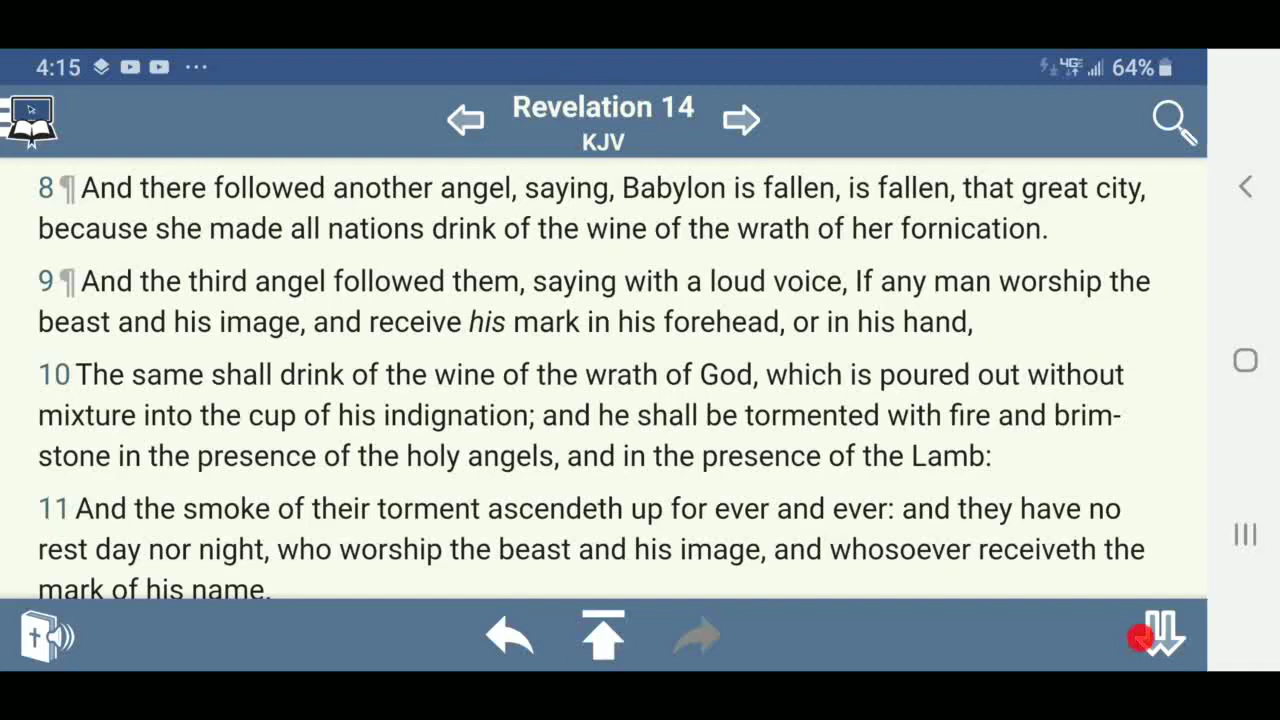 4:15 ... 4GE 64%
Revelation 14
KJV
8 ¶ And there followed another angel, saying, Babylon is fallen, is fallen, that great city,
because she made all nations drink of the wine of the wrath of her fornication.
9 ¶ And the third angel followed them, saying with a loud voice, If any man worship the
beast and his image, and receive his mark in his forehead, or in his hand,
10 The same shall drink of the wine of the wrath of God, which is poured out without
mixture into the cup of his indignation; and he shall be tormented with fire and brim-
stone in the presence of the holy angels, and in the presence of the Lamb:
11 And the smoke of their torment ascendeth up for ever and ever: and they have no
rest day nor night, who worship the beast and his image, and whosoever receiveth the
mark of his name.